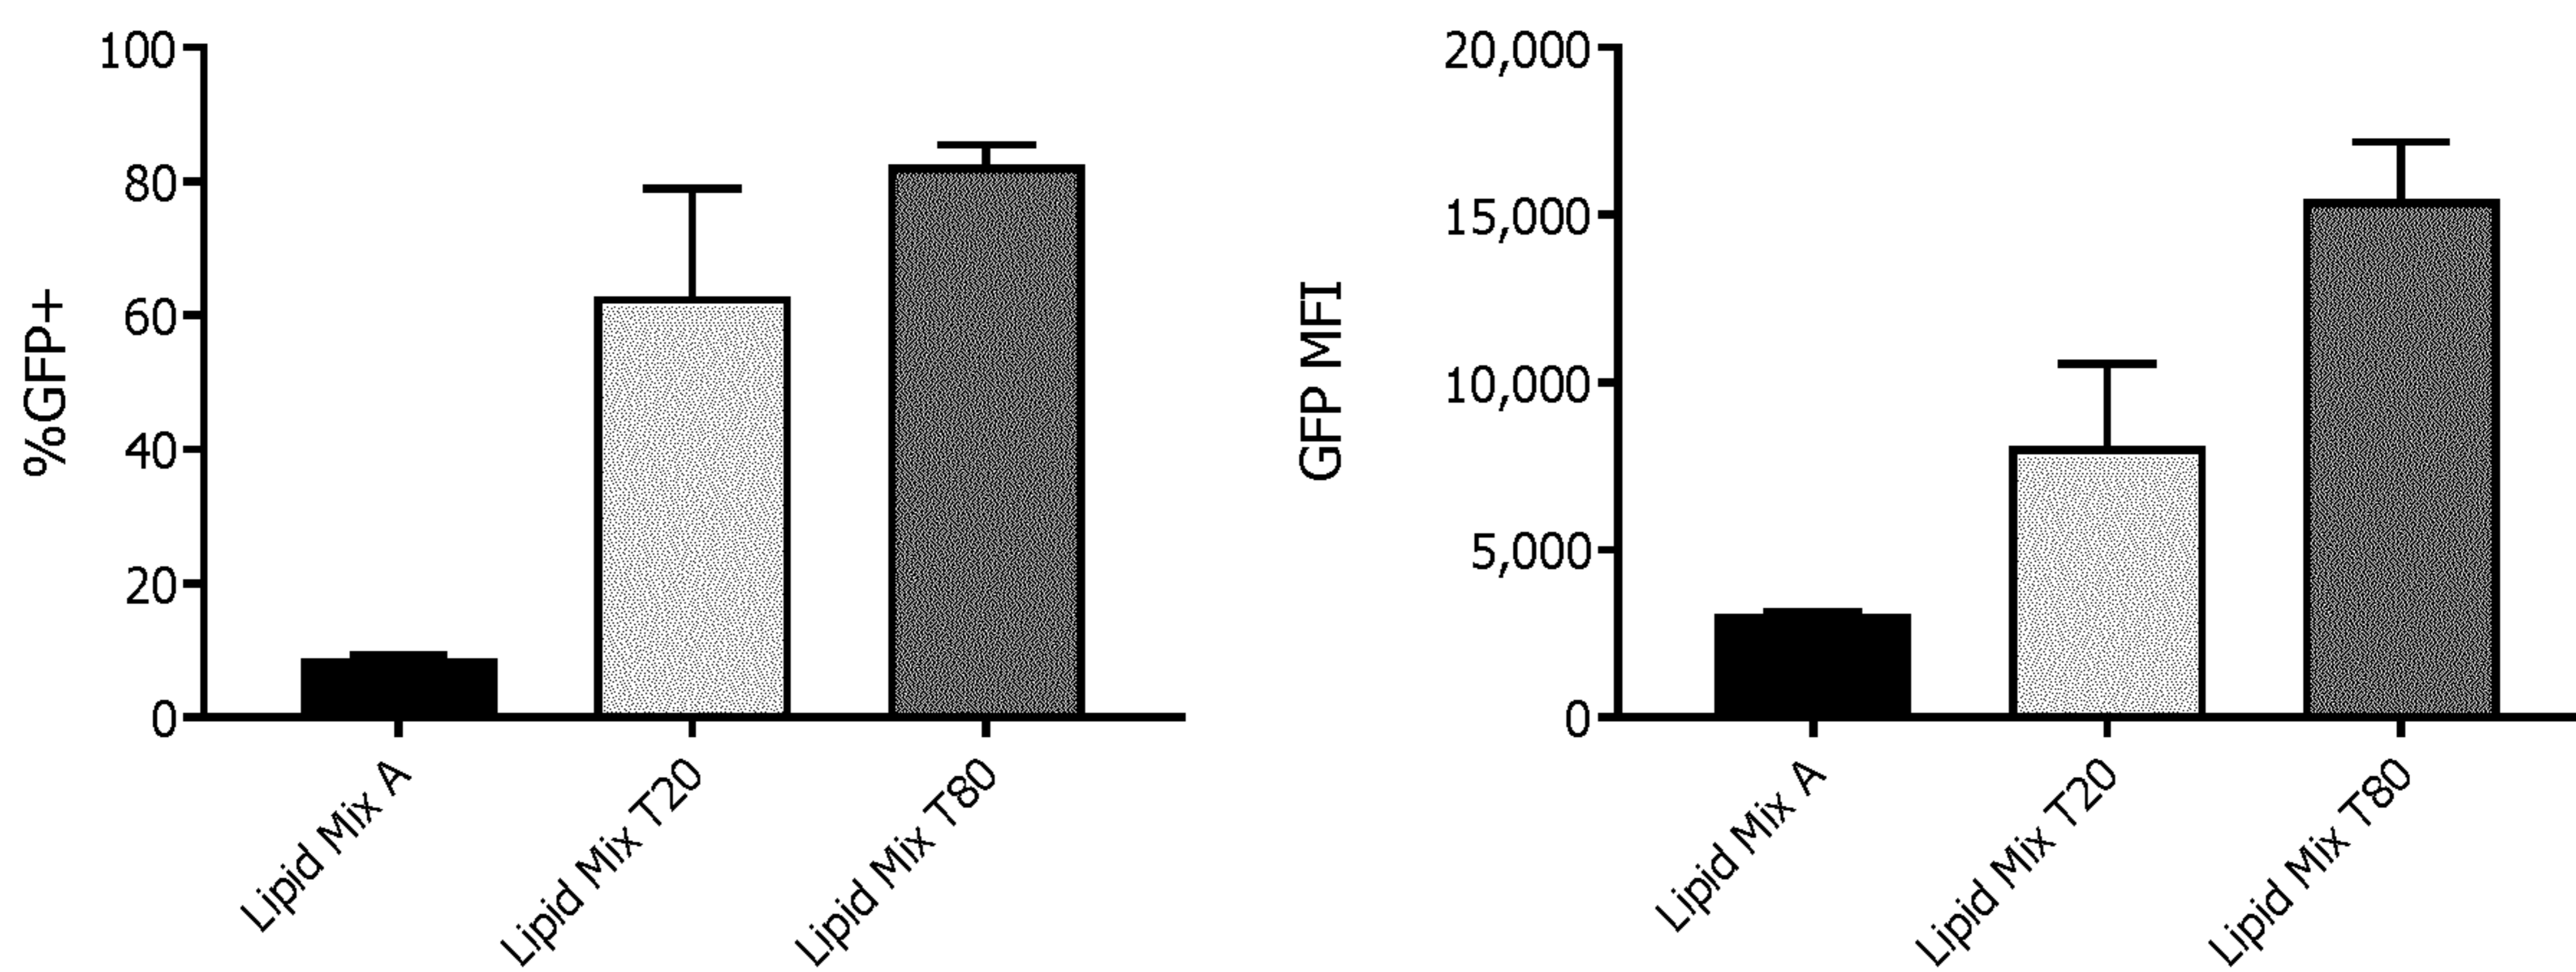 %GFP+
100
80
60
40
20
0
Lipid Mix A
Lipid Mix T20
Lipid Mix T80
GFP MFI
20,000
15,000
10,000
5,000
0
Lipid Mix A
Lipid Mix T20
Lipid Mix T80